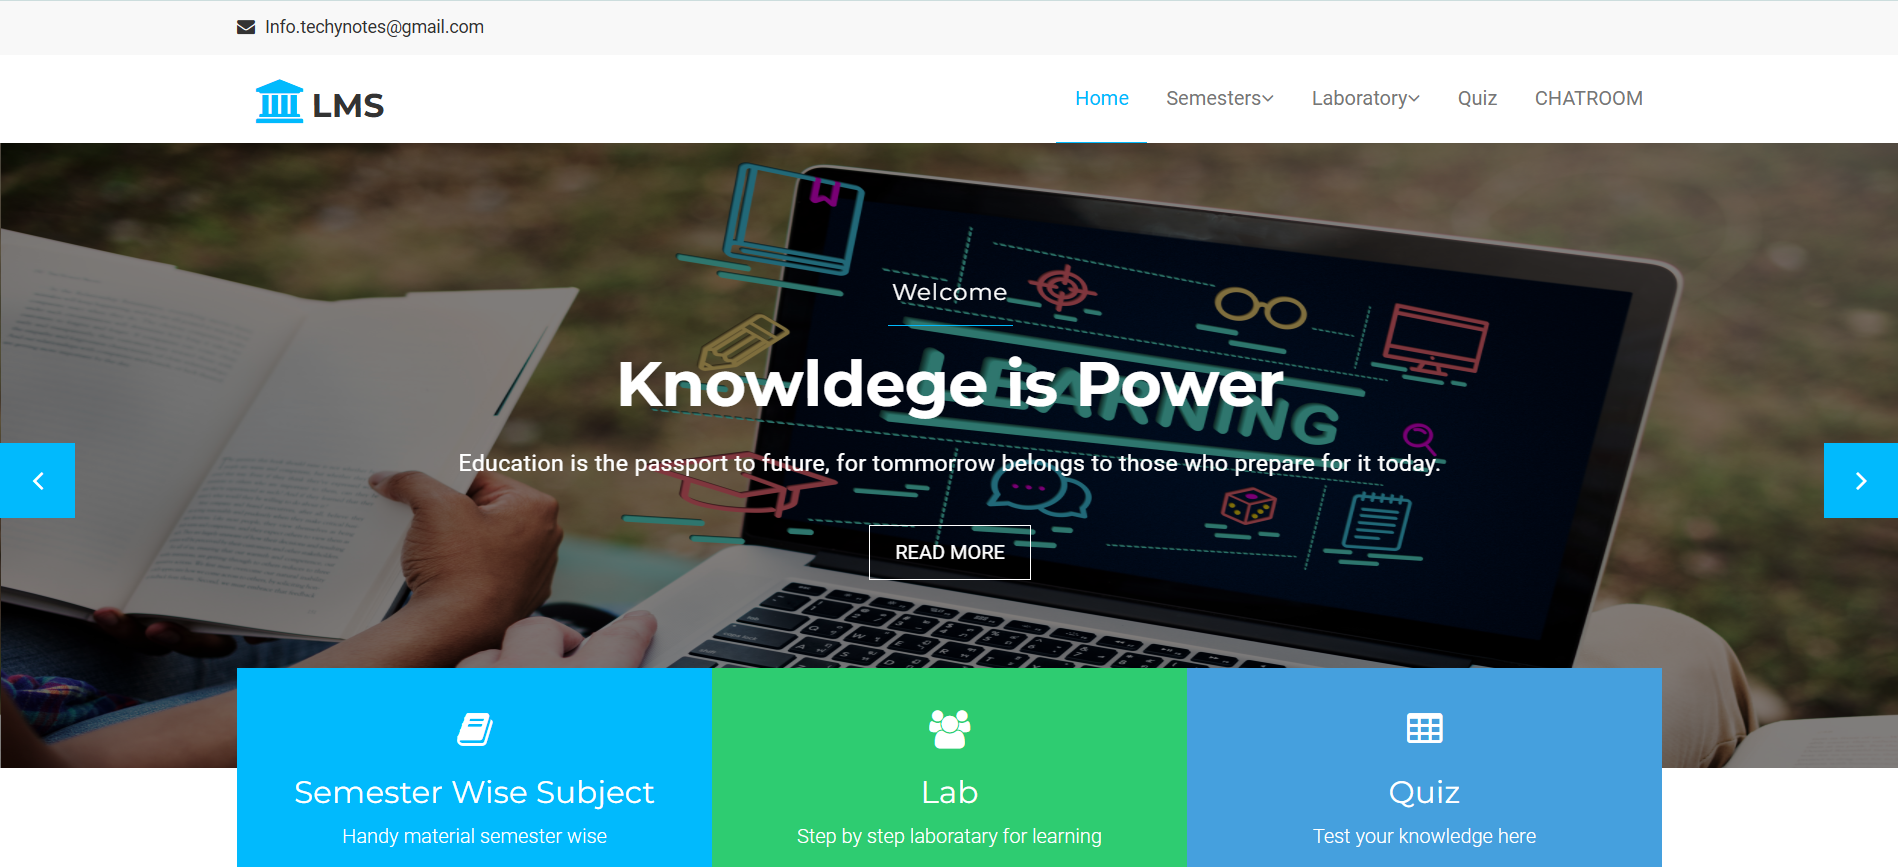 Info.techynotes@gmail.com
LMS
Home Semesters Laboratory Quiz CHATROOM
Welcome
Knowldege is Power
LEARNING
Education is the passport to future, for tommorrow belongs to those who prepare for it today.
READ MORE
Semester Wise Subject
Handy material semester wise
Lab
Step by step laboratary for learning
Quiz
Test your knowledge here